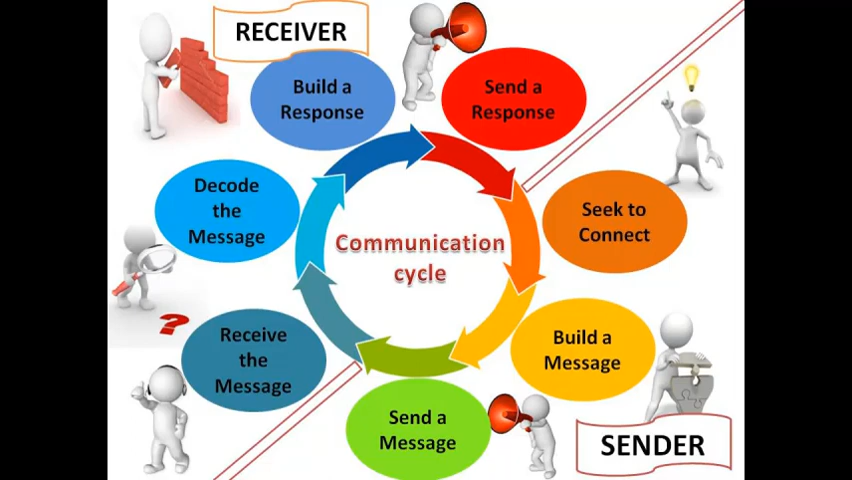 RECEIVER
Build a
Response
Send a
Response
Decode
the
Message
Seek to
Connect
Communication
cycle
Receive
the
Message
Build a
Message
Send a
Message
SENDER
?